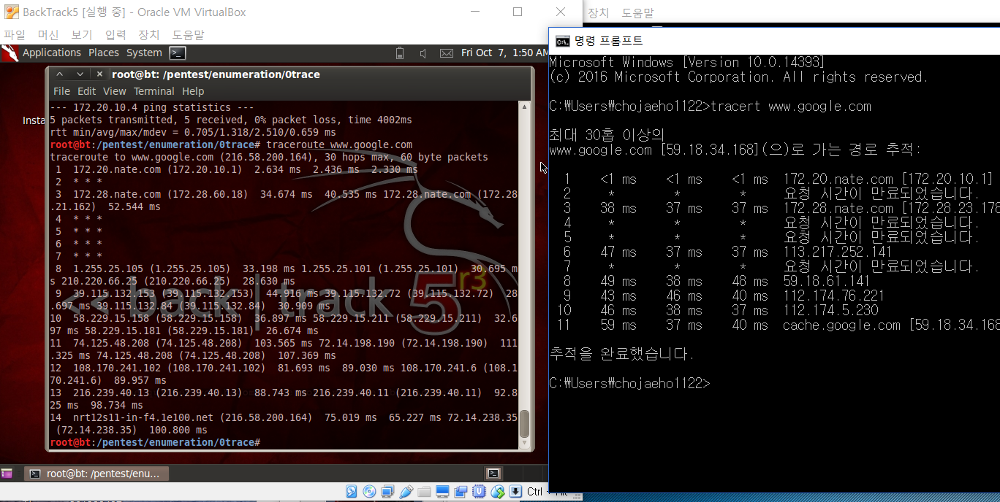 BackTrack5 [실행 중] - Oracle VM VirtualBox
파일 머신 보기 입력 장치 도움말
Applications Places System
Fri Oct 7, 1:50 AM
root@bt: /pentest/enumeration/0trace
File Edit View Terminal Help
Insta
--- 172.20.10.4 ping statistics ---
5 packets transmitted, 5 received, 0% packet loss, time 4002ms
rtt min/avg/max/mdev = 0.705/1.318/2.510/0.659 ms
root@bt:/pentest/enumeration/0trace# traceroute www.google.com
traceroute to www.google.com (216.58.200.164), 30 hops max, 60 byte packets
1 172.20.nate.com (172.20.10.1) 2.634 ms 2.436 ms 2.330 ms
2 * * *
3 172.28.nate.com (172.28.60.18) 34.674 ms 40.535 ms 172.28.nate.com (172.28
.21.162) 52.544 ms
4 * * *
5 * * *
6 * * *
7 * * *
8 1.255.25.105 (1.255.25.105) 33.198 ms 1.255.25.101 (1.255.25.101) 30.695 m
s 210.220.66.25 (210.220.66.25) 28.630 ms
9 39.115.132.153 (39.115.132.153) 44.916 ms 39.115.132.72 (39.115.132.72) 28
.697 ms 39.115.132.84 (39.115.132.84) 30.909 ms
10 58.229.15.158 (58.229.15.158) 36.897 ms 58.229.15.211 (58.229.15.211) 32.6
97 ms 58.229.15.181 (58.229.15.181) 26.674 ms
11 74.125.48.208 (74.125.48.208) 103.565 ms 72.14.198.190 (72.14.198.190) 111
.325 ms 74.125.48.208 (74.125.48.208) 107.369 ms
12 108.170.241.102 (108.170.241.102) 81.693 ms 89.030 ms 108.170.241.6 (108.1
70.241.6) 89.957 ms
13 216.239.40.13 (216.239.40.13) 88.743 ms 216.239.40.11 (216.239.40.11) 92.8
25 ms 98.734 ms
14 nrt12s11-in-f4.1e100.net (216.58.200.164) 75.019 ms 65.227 ms 72.14.238.35
(72.14.238.35) 100.800 ms
root@bt:/pentest/enumeration/0trace#
<< back | track 5 r3
root@bt: /pentest/enu...
Ctrl +
장치 도움말
명령 프롬프트
Microsoft Windows [Version 10.0.14393]
(c) 2016 Microsoft Corporation. All rights reserved.
C:\Users\chojaeho1122>tracert www.google.com
최대 30홉 이상의
www.google.com [59.18.34.168](으)로 가는 경로 추적:
1 <1 ms <1 ms <1 ms 172.20.nate.com [172.20.10.1]
2 * * * 요청 시간이 만료되었습니다.
3 38 ms 37 ms 37 ms 172.28.nate.com [172.28.23.178
4 * * * 요청 시간이 만료되었습니다.
5 * * * 요청 시간이 만료되었습니다.
6 47 ms 37 ms 37 ms 113.217.252.141
7 * * * 요청 시간이 만료되었습니다.
8 49 ms 38 ms 48 ms 59.18.61.141
9 43 ms 46 ms 40 ms 112.174.76.221
10 46 ms 38 ms 37 ms 112.174.5.230
11 59 ms 37 ms 40 ms cache.google.com [59.18.34.168
추적을 완료했습니다.
C:\Users\chojaeho1122>